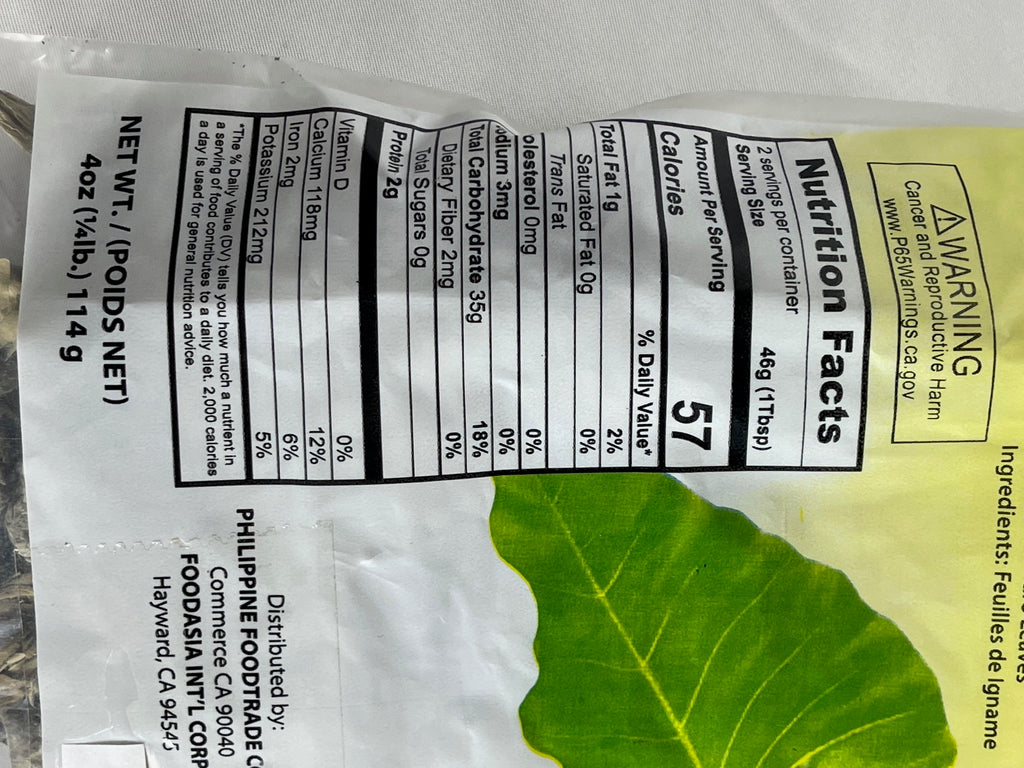 ⚠WARNING
Cancer and Reproductive Harm
www.P65Warnings.ca.gov
Ingredients: Feuilles de Igname
Nutrition Facts
2 servings per container
Serving Size 46g (1Tbsp)
Amount Per Serving
Calories 57
% Daily Value*
Total Fat 1g 2%
Saturated Fat 0g 0%
Trans Fat
olesterol 0mg 0%
odium 3mg 0%
Total Carbohydrate 35g 18%
Dietary Fiber 2mg 0%
Total Sugars 0g
Protein 2g
Vitamin D 0%
Calcium 118mg 12%
Iron 2mg 6%
Potassium 212mg 5%
*The % Daily Value (DV) tells you how much a nutrient in
a serving of food contributes to a daily diet. 2,000 calories
a day is used for general nutrition advice.
NET WT. / (POIDS NET)
4oz (¼lb.) 114 g
Distributed by:
PHILIPPINE FOODTRADE C
Commerce CA 90040
FOODASIA INT'L CORP
Hayward, CA 94545